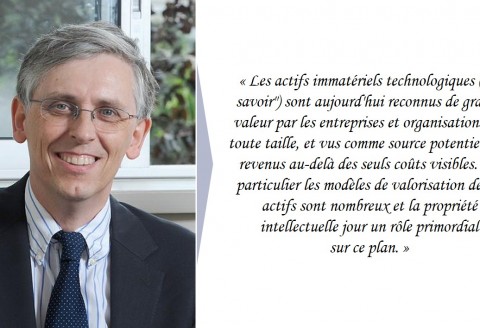 « Les actifs immatériels technologiques (
savoir") sont aujourd'hui reconnus de
valeur par les entreprises et organisation
toute taille, et vus comme source potentie
revenus au-delà des seuls coûts visibles.
particulier les modèles de valorisation de
actifs sont nombreux et la propriété
intellectuelle jour un rôle primordial
sur ce plan. »